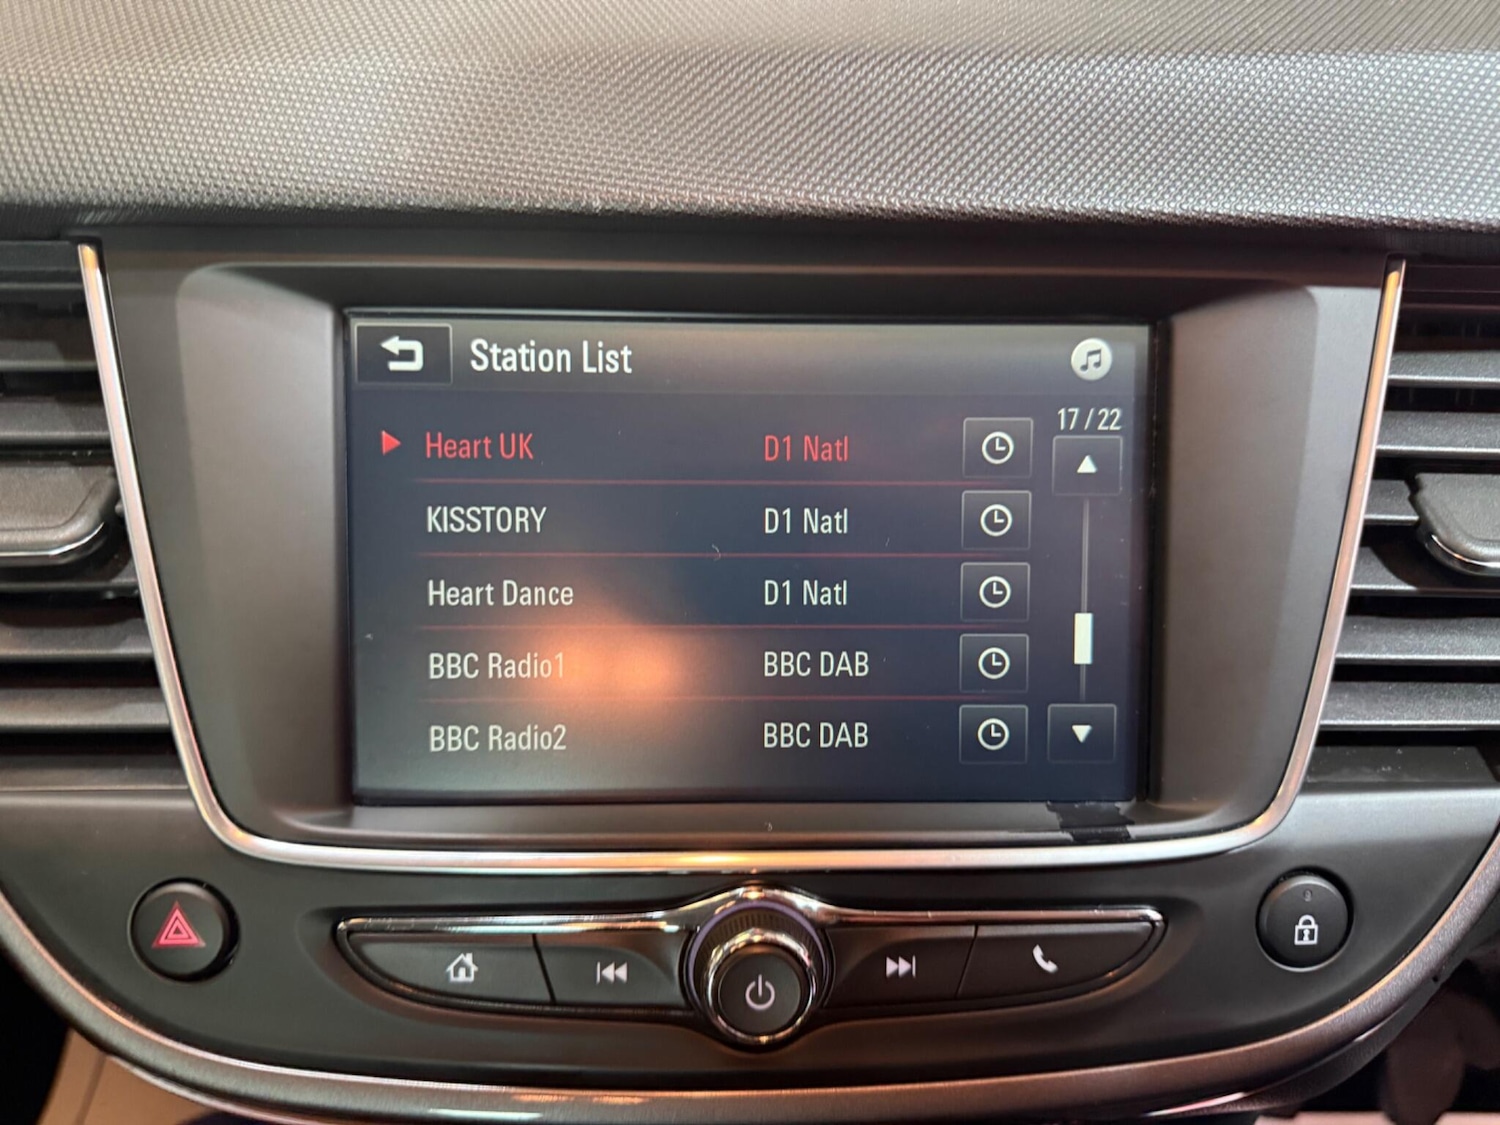 Station List
17 / 22
Heart UK D1 Natl
KISSTORY D1 Natl
Heart Dance D1 Natl
BBC Radio1 BBC DAB
BBC Radio2 BBC DAB